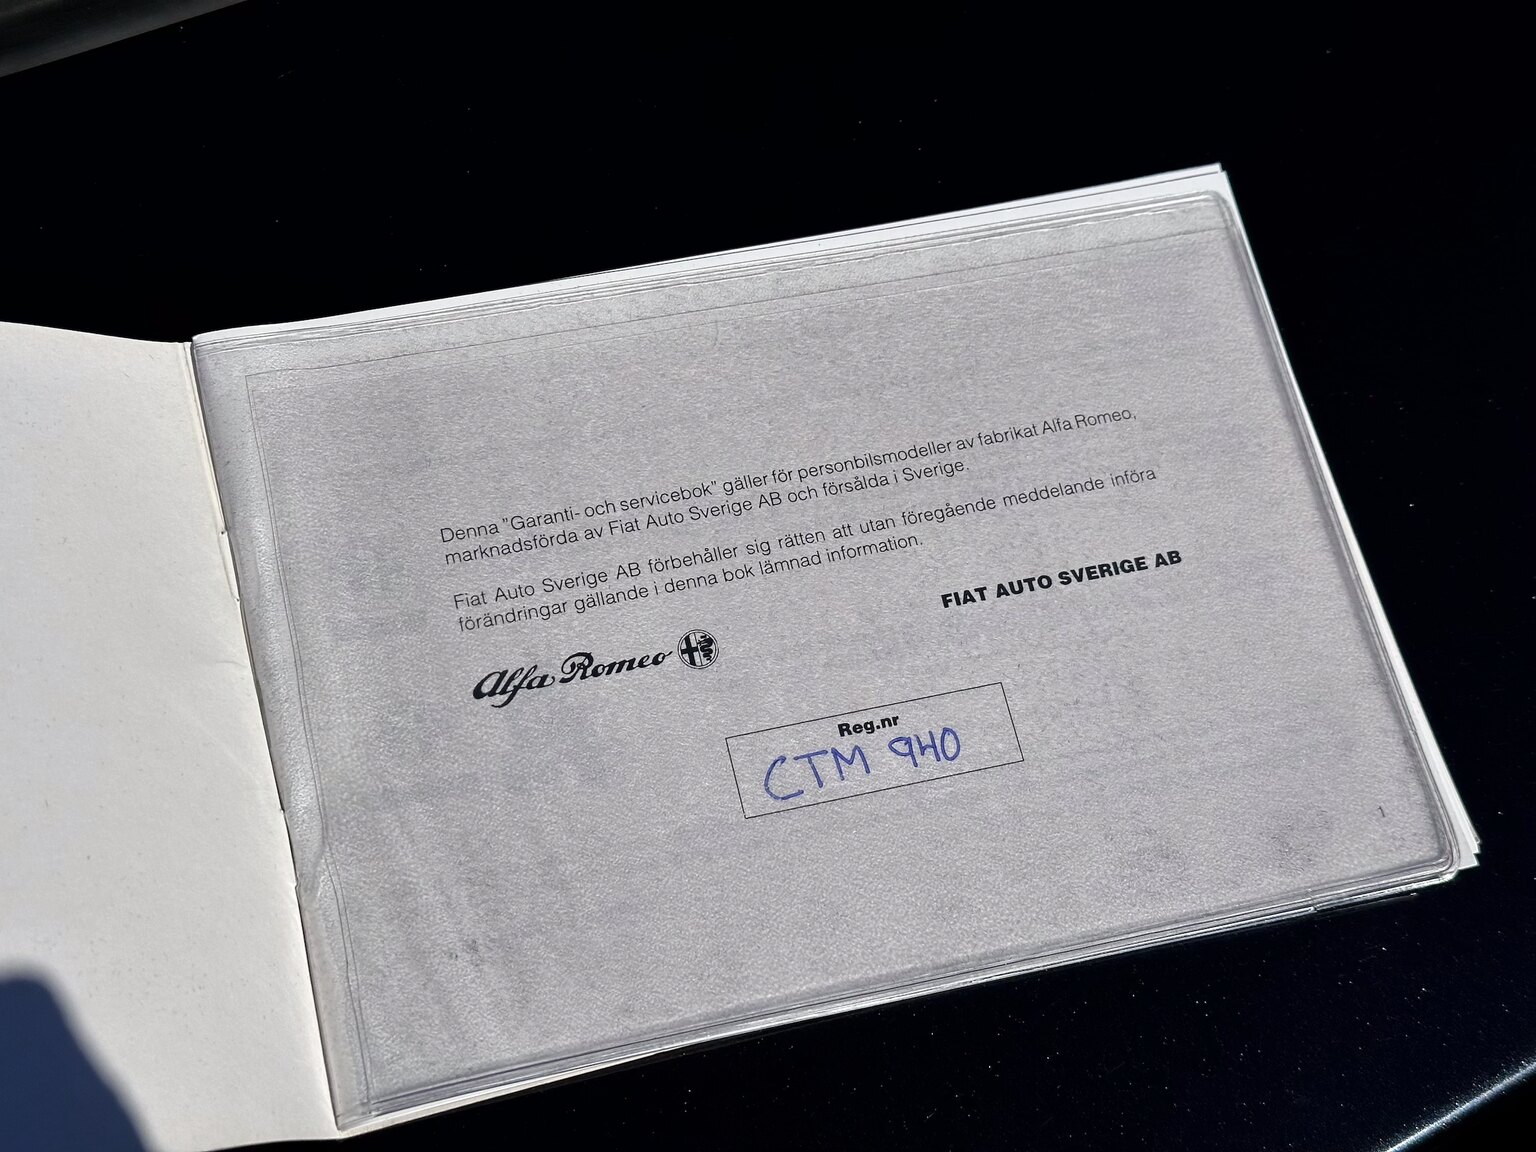 Denna "Garanti- och servicebok" gäller för personbilsmodeller av fabrikat Alfa Romeo,
marknadsförda av Fiat Auto Sverige AB och försålda i Sverige.
Fiat Auto Sverige AB förbehåller sig rätten att utan föregående meddelande införa
förändringar gällande i denna bok lämnad information.
FIAT AUTO SVERIGE AB
Alfa Romeo
Reg.nr
CTM 940
1